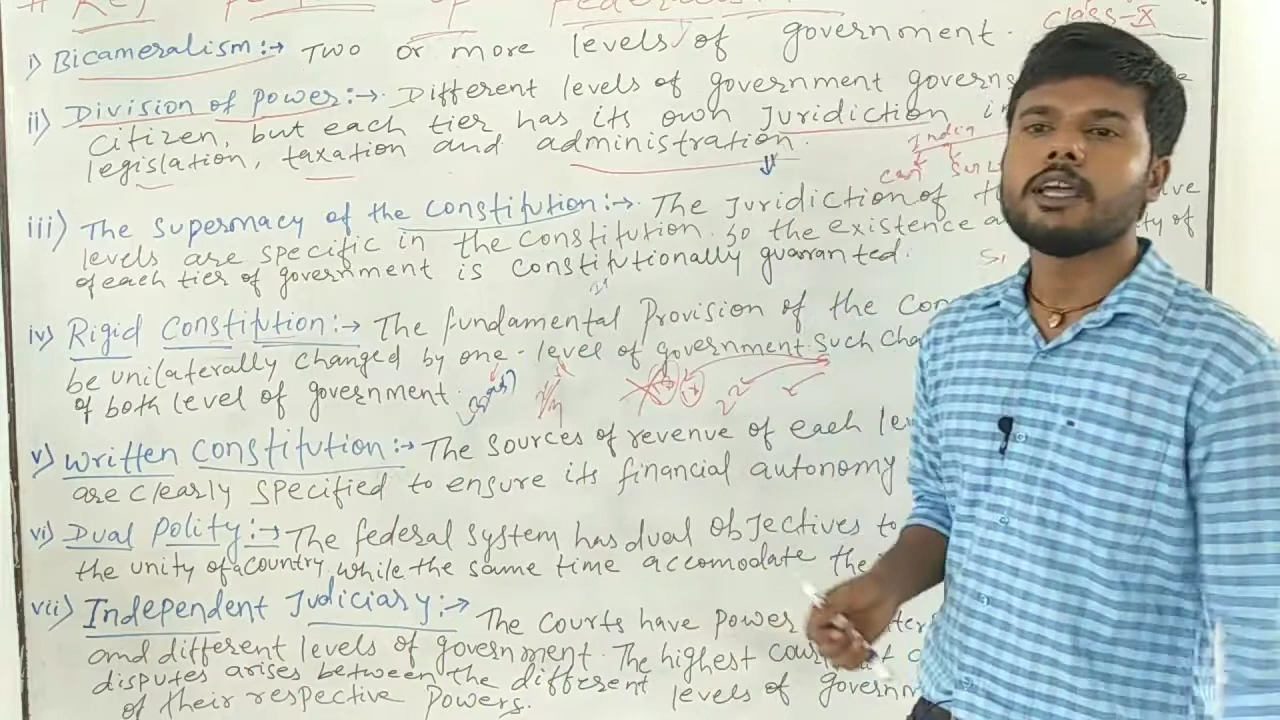 # Key of Federalism
Class-X
i) Bicameralism:→ Two or more levels of government.
ii) Division of power:→. Different levels of government governs
citizen, but each tier has its own Juridiction in
legislation, taxation and administration.
India
iii) The supermacy of the constitution:→. The Juridiction of
levels are specific in the constitution. So the existence
of each tier of government is constitutionally guaranted.
iv) Rigid constitution:→ The fundamental Provision of the
be unilaterally changed by one-level of government. Such
of both level of government.
v) Written constitution:→ The sources of revenue of each
are clearly specified to ensure its financial autonomy
vi) Dual Polity:→ The federal system has dual objectives to
the unity of a country, while the same time accomodate the
vii) Independent Judiciary:→ The courts have power
and different levels of government. The highest
disputes arises between the different levels of
of their respective powers.